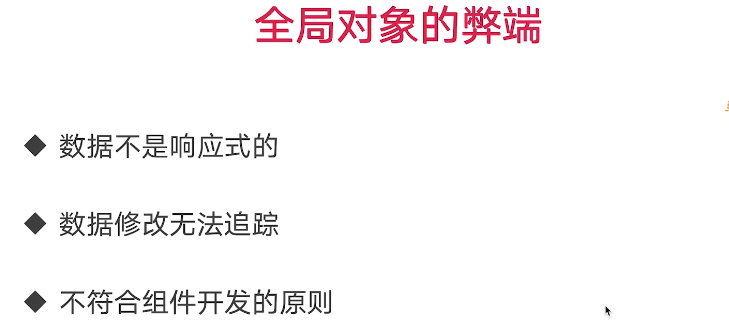 全局对象的弊端
数据不是响应式的
数据修改无法追踪
不符合组件开发的原则